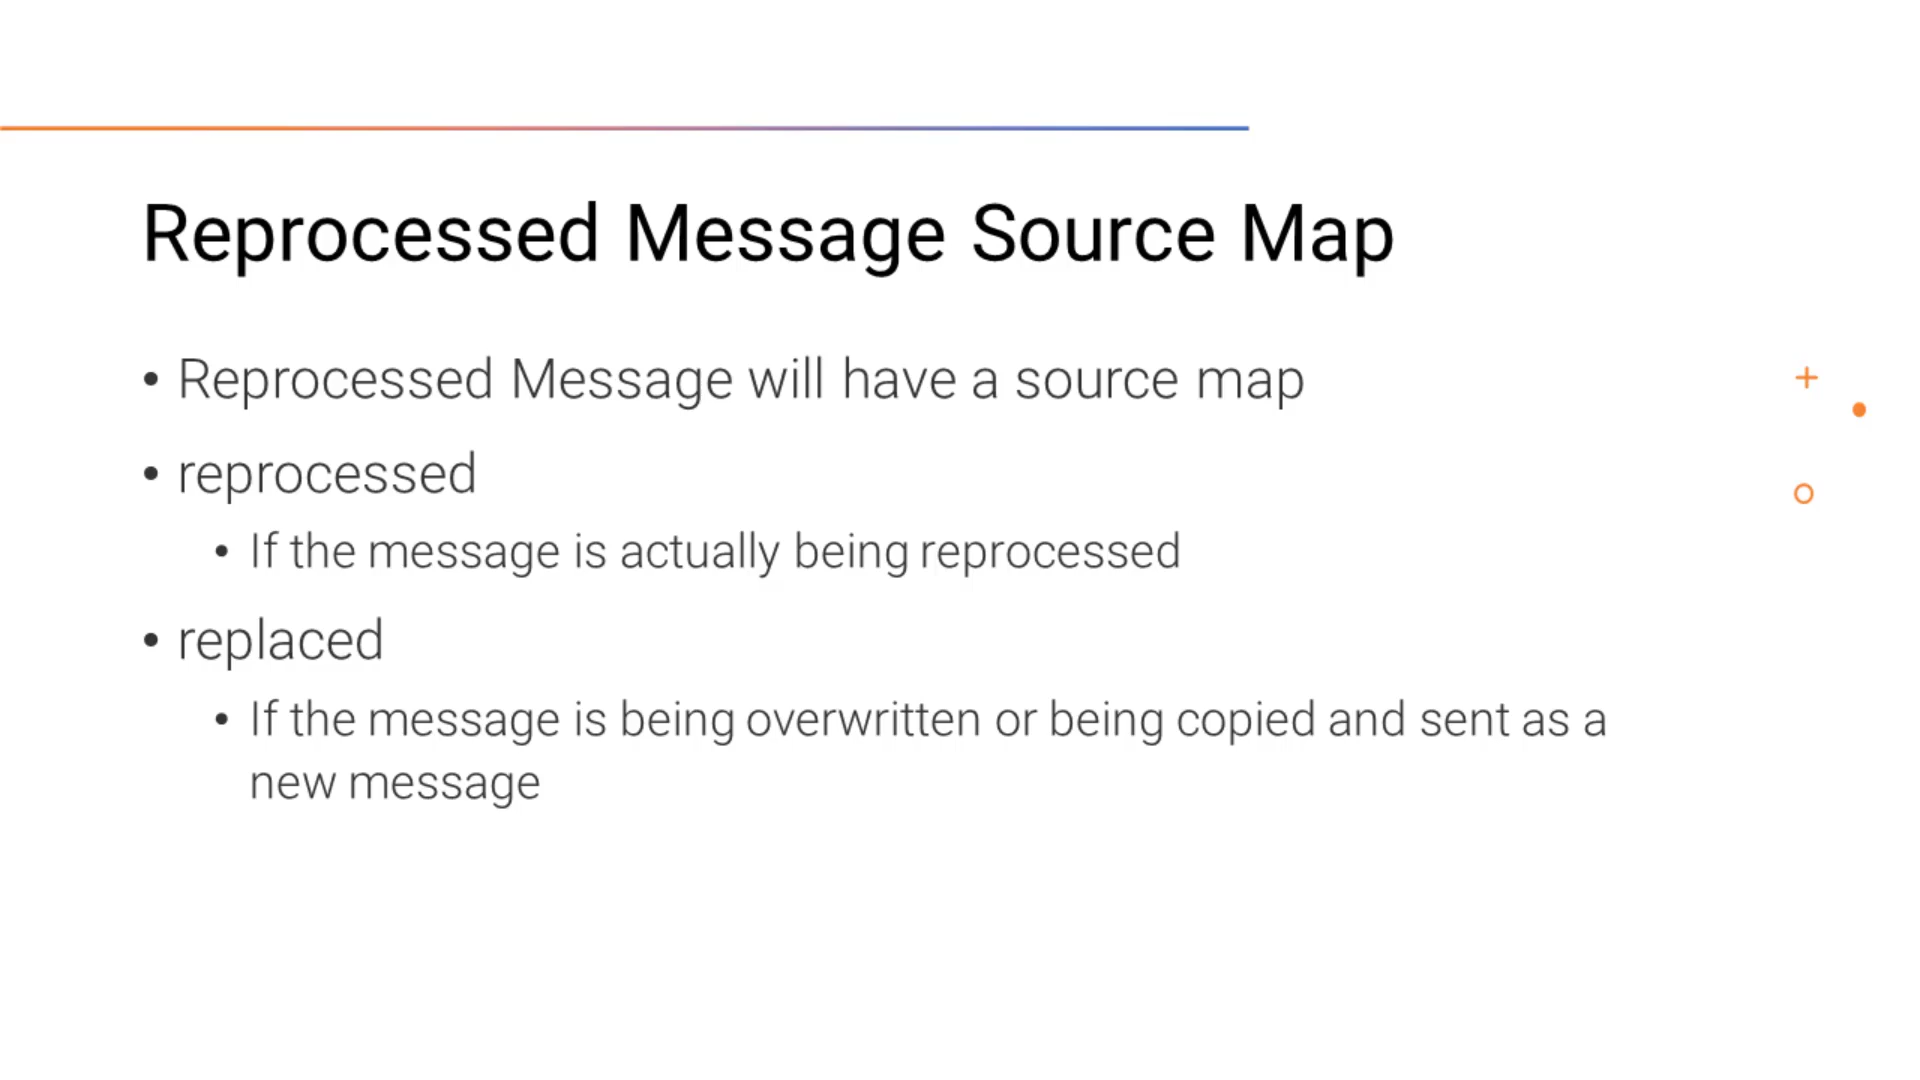 Reprocessed Message Source Map
• Reprocessed Message will have a source map
• reprocessed
• If the message is actually being reprocessed
• replaced
• If the message is being overwritten or being copied and sent as a
new message